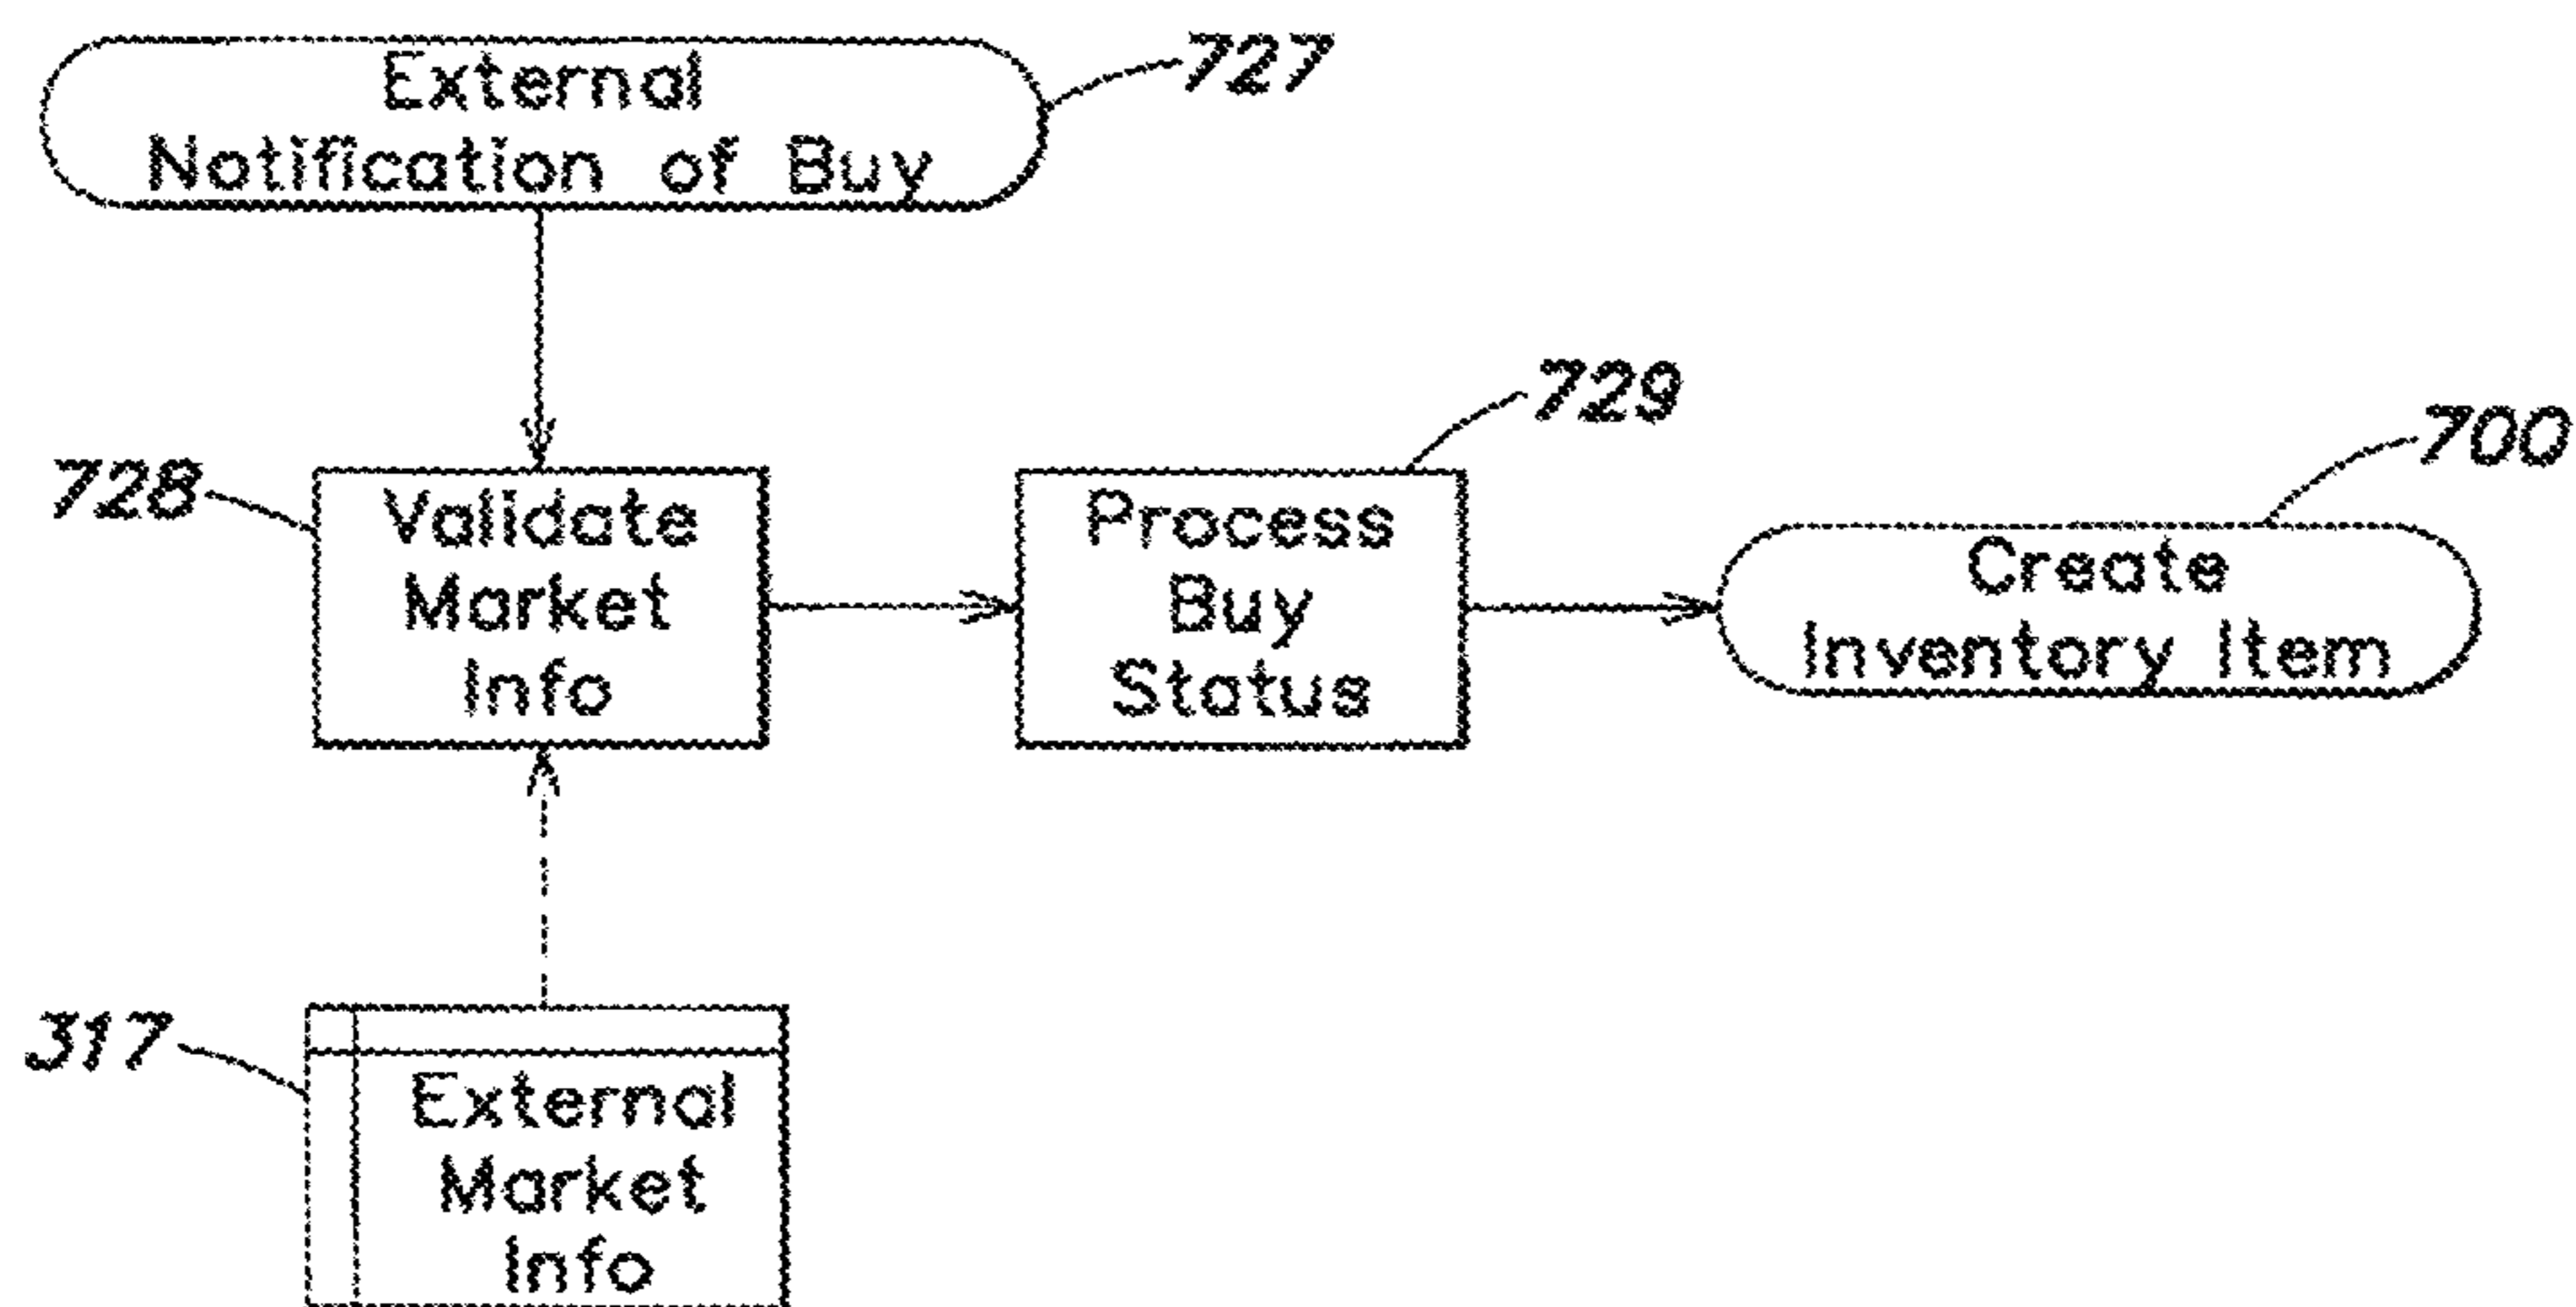 External
Notification of Buy
727
728
Validate
Market
Info
729
Process
Buy
Status
700
Create
Inventory Item
317
External
Market
Info